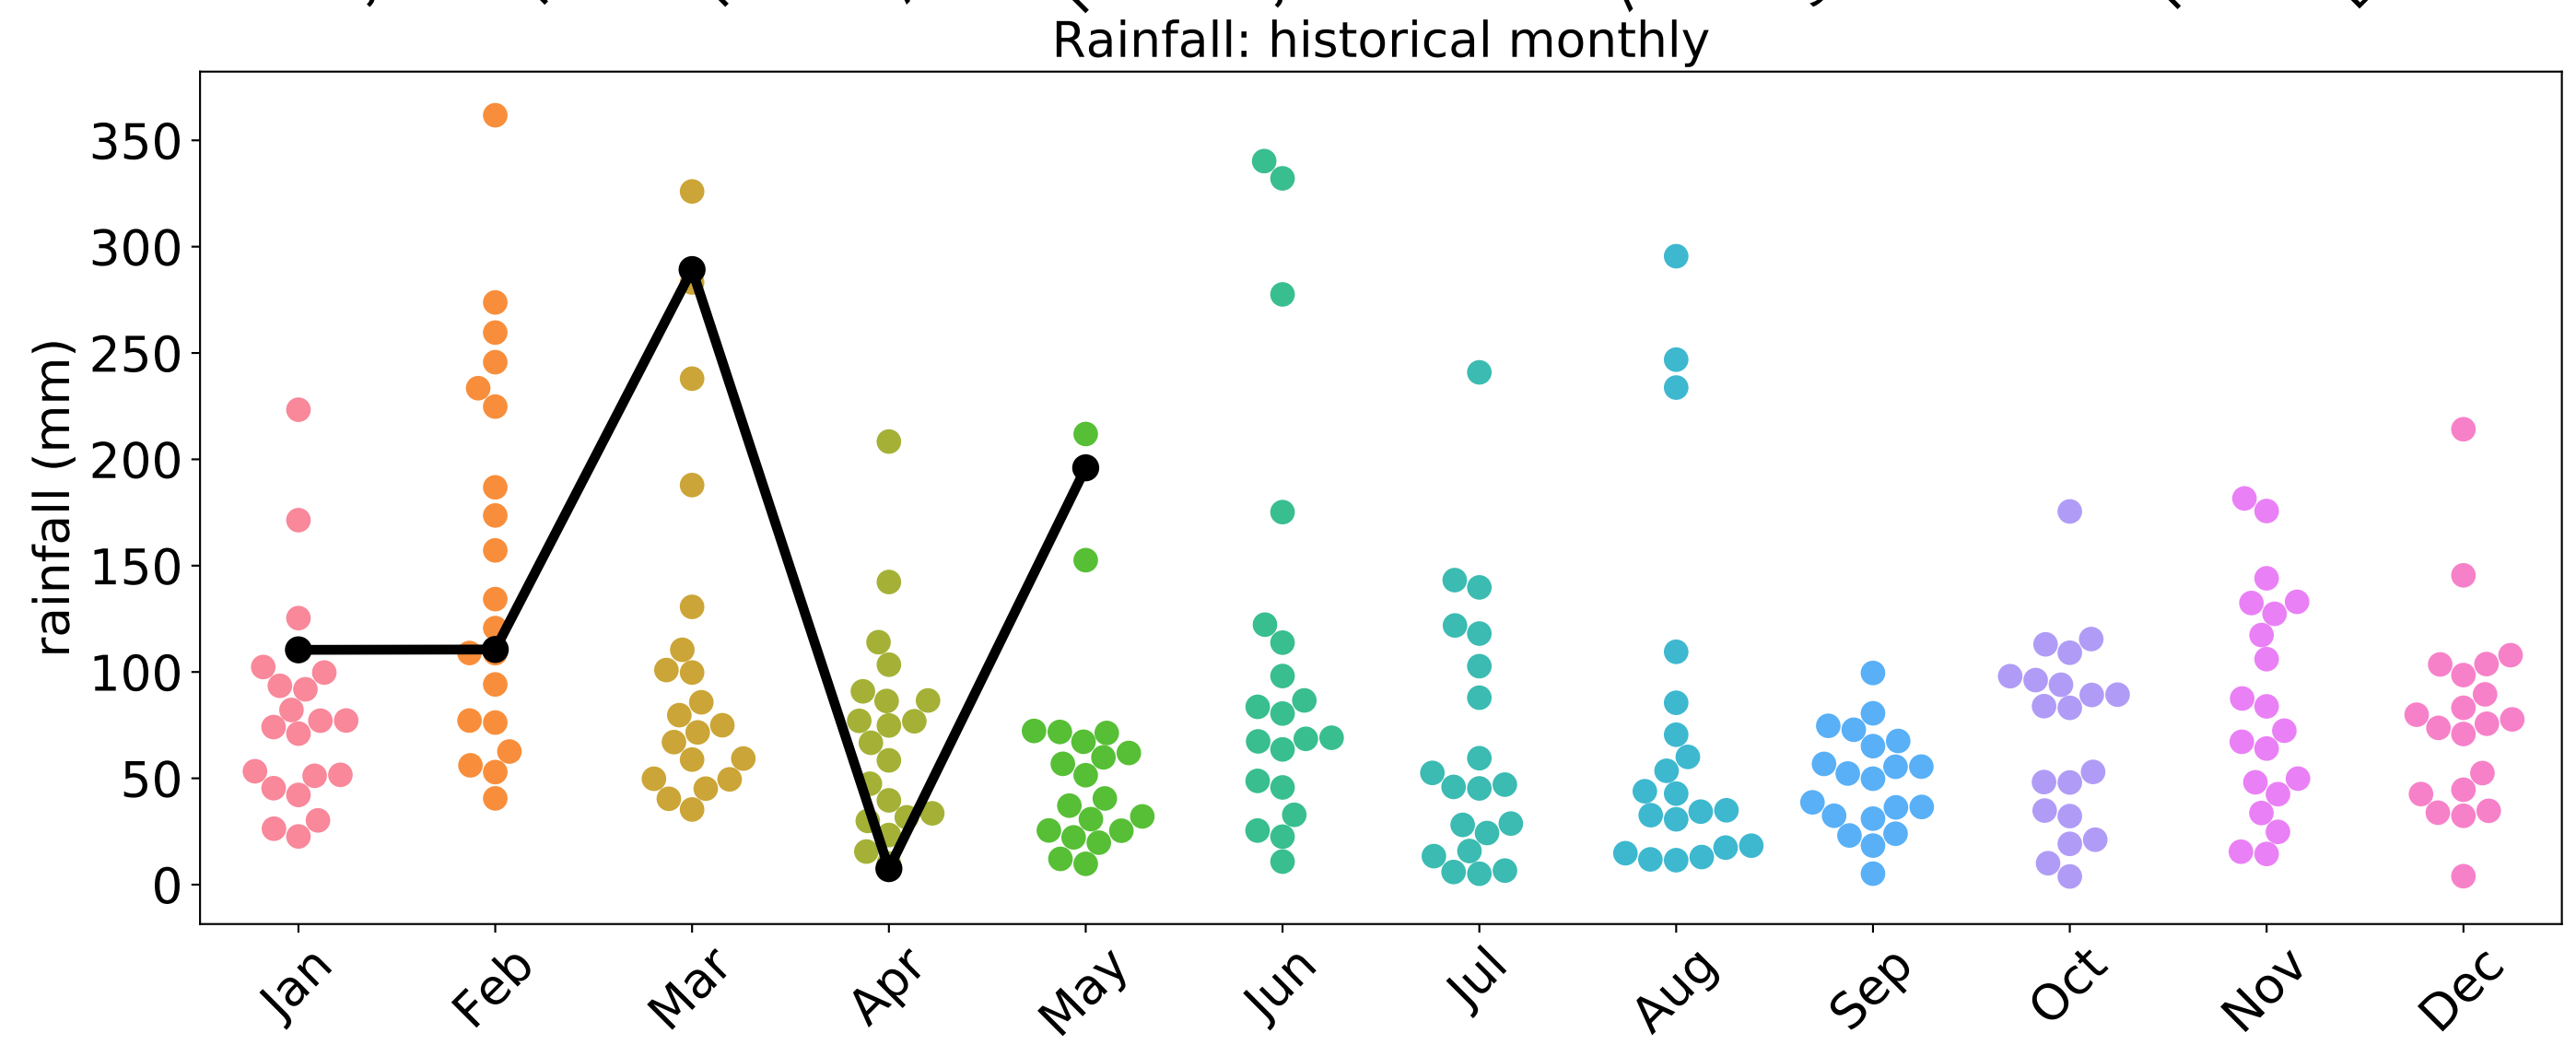 Rainfall: historical monthly
rainfall (mm)
350
300
250
200
150
100
50
0
Jan
Feb
Mar
Apr
May
Jun
Jul
Aug
Sep
Oct
Nov
Dec